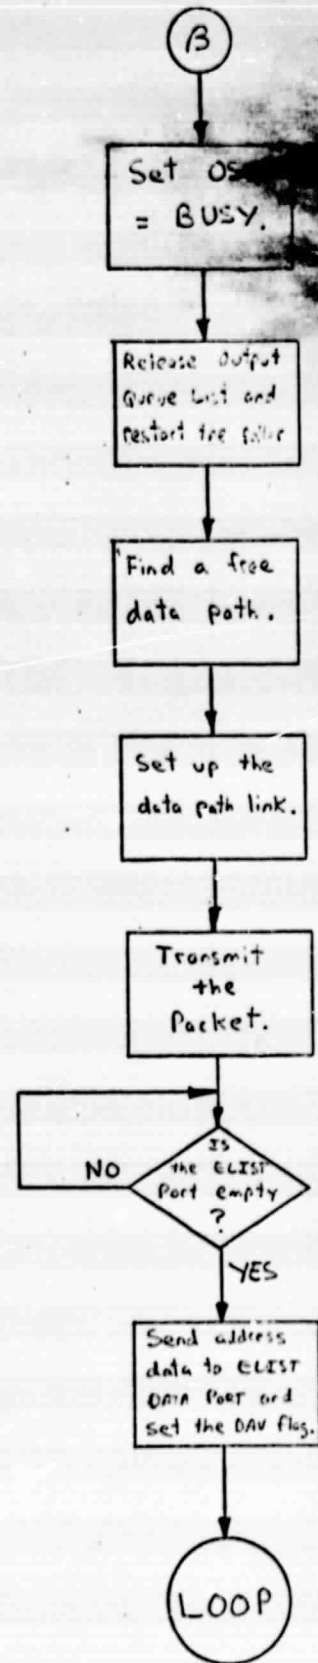 B
Set OS
= BUSY.
Release Output
Queue List and
restart the
Find a free
data path.
Set up the
data path link.
Transmit
the
Packet.
Is
the ELIST
Port empty
?
NO
YES
Send address
data to ELIST
DATA PORT and
set the DAV flag.
LOOP